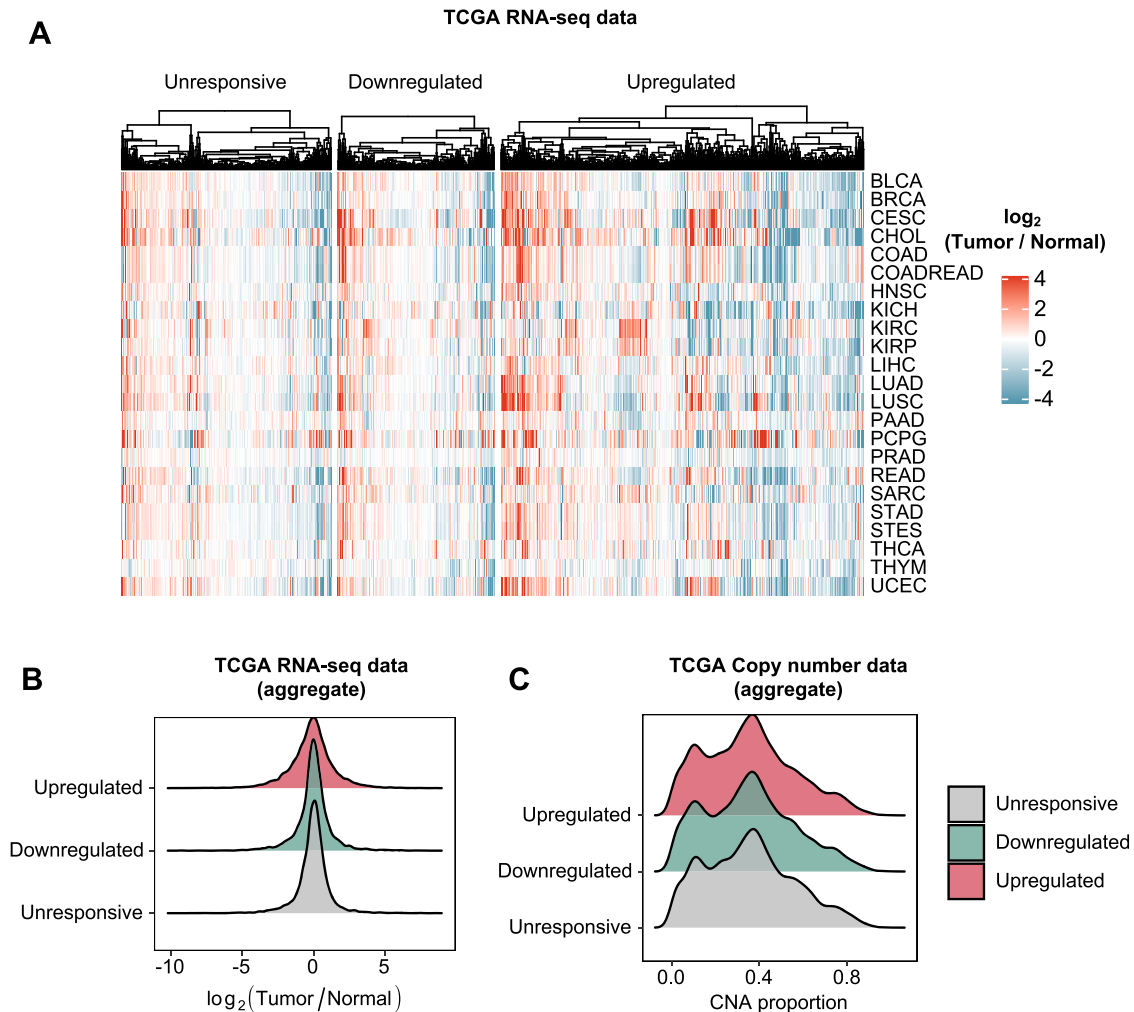 TCGA RNA-seq data
A
Unresponsive Downregulated Upregulated
BLCA
BRCA
CESC
CHOL
COAD
COADREAD
HNSC
KICH
KIRC
KIRP
LIHC
LUAD
LUSC
PAAD
PCPG
PRAD
READ
SARC
STAD
STES
THCA
THYM
UCEC
log2
(Tumor / Normal)
4
2
0
-2
-4
B
TCGA RNA-seq data
(aggregate)
Upregulated
Downregulated
Unresponsive
-10 -5 0 5
log2(Tumor/Normal)
C
TCGA Copy number data
(aggregate)
Upregulated
Downregulated
Unresponsive
0.0 0.4 0.8
CNA proportion
Unresponsive
Downregulated
Upregulated